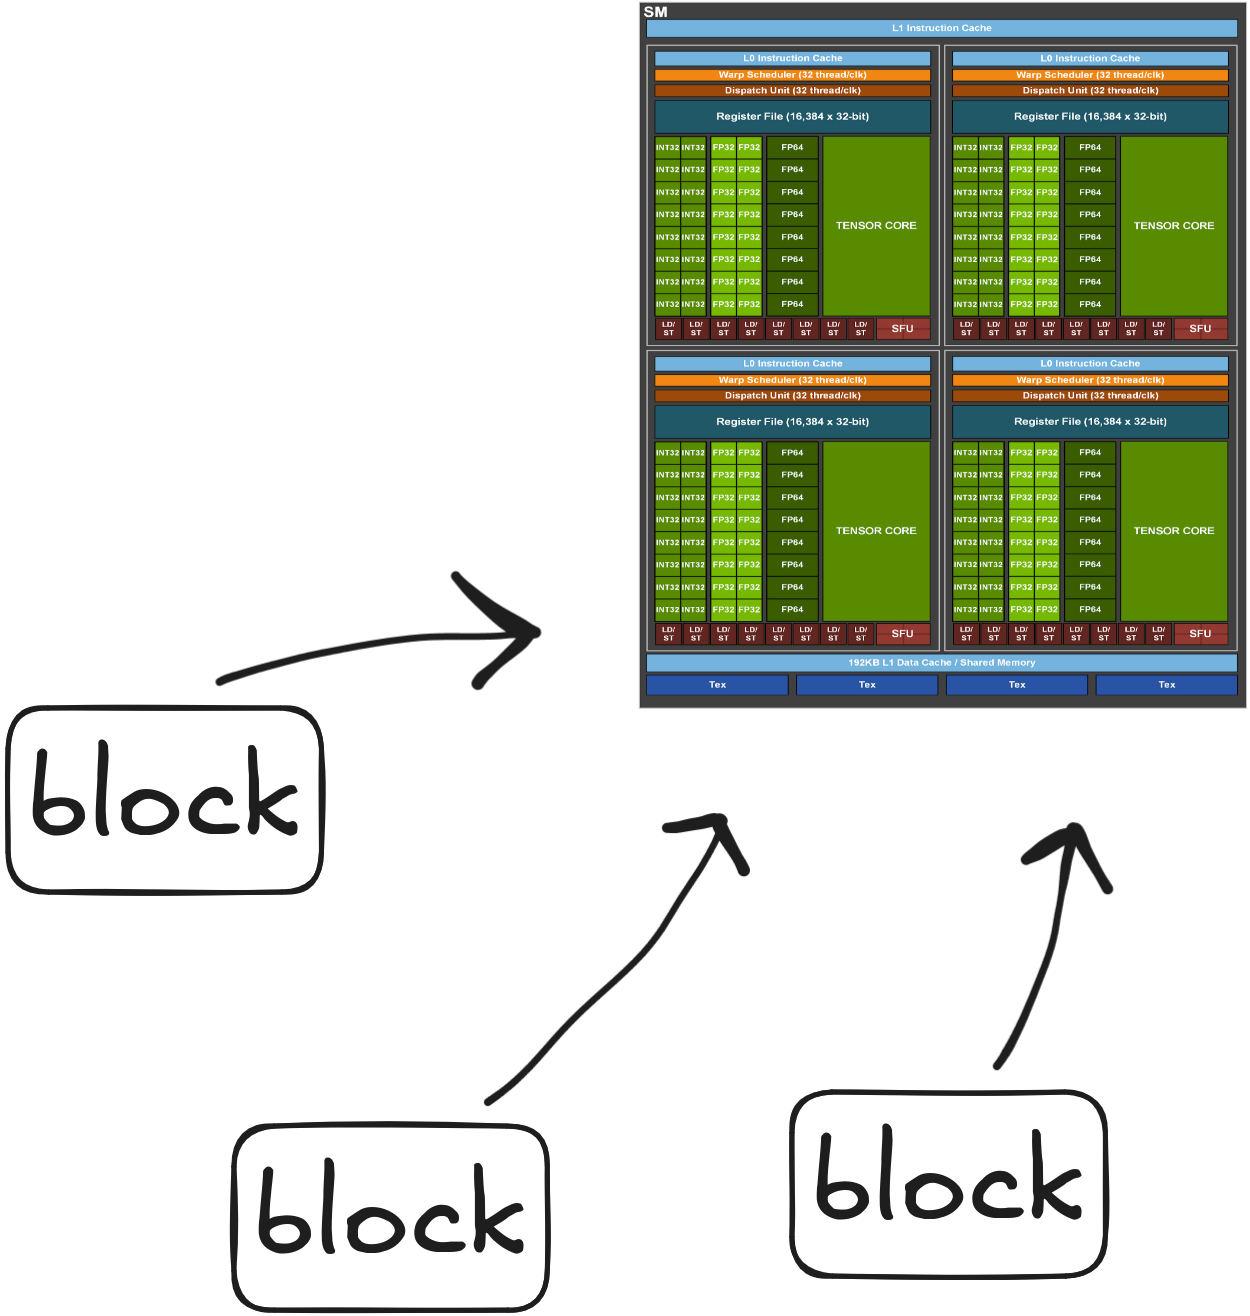 SM
L1 Instruction Cache
L0 Instruction Cache L0 Instruction Cache
Warp Scheduler (32 thread/clk) Warp Scheduler (32 thread/clk)
Dispatch Unit (32 thread/clk) Dispatch Unit (32 thread/clk)
Register File (16,384 x 32-bit) Register File (16,384 x 32-bit)
INT32 INT32 FP32 FP32 FP64 INT32 INT32 FP32 FP32 FP64
INT32 INT32 FP32 FP32 FP64 INT32 INT32 FP32 FP32 FP64
INT32 INT32 FP32 FP32 FP64 INT32 INT32 FP32 FP32 FP64
INT32 INT32 FP32 FP32 FP64 INT32 INT32 FP32 FP32 FP64
TENSOR CORE TENSOR CORE
INT32 INT32 FP32 FP32 FP64 INT32 INT32 FP32 FP32 FP64
INT32 INT32 FP32 FP32 FP64 INT32 INT32 FP32 FP32 FP64
INT32 INT32 FP32 FP32 FP64 INT32 INT32 FP32 FP32 FP64
INT32 INT32 FP32 FP32 FP64 INT32 INT32 FP32 FP32 FP64
LD/ LD/ LD/ LD/ LD/ LD/ LD/ LD/ SFU LD/ LD/ LD/ LD/ LD/ LD/ LD/ LD/ SFU
ST ST ST ST ST ST ST ST ST ST ST ST ST ST ST ST
L0 Instruction Cache L0 Instruction Cache
Warp Scheduler (32 thread/clk) Warp Scheduler (32 thread/clk)
Dispatch Unit (32 thread/clk) Dispatch Unit (32 thread/clk)
Register File (16,384 x 32-bit) Register File (16,384 x 32-bit)
INT32 INT32 FP32 FP32 FP64 INT32 INT32 FP32 FP32 FP64
INT32 INT32 FP32 FP32 FP64 INT32 INT32 FP32 FP32 FP64
INT32 INT32 FP32 FP32 FP64 INT32 INT32 FP32 FP32 FP64
INT32 INT32 FP32 FP32 FP64 INT32 INT32 FP32 FP32 FP64
TENSOR CORE TENSOR CORE
INT32 INT32 FP32 FP32 FP64 INT32 INT32 FP32 FP32 FP64
INT32 INT32 FP32 FP32 FP64 INT32 INT32 FP32 FP32 FP64
INT32 INT32 FP32 FP32 FP64 INT32 INT32 FP32 FP32 FP64
INT32 INT32 FP32 FP32 FP64 INT32 INT32 FP32 FP32 FP64
LD/ LD/ LD/ LD/ LD/ LD/ LD/ LD/ SFU LD/ LD/ LD/ LD/ LD/ LD/ LD/ LD/ SFU
ST ST ST ST ST ST ST ST ST ST ST ST ST ST ST ST
192KB L1 Data Cache / Shared Memory
Tex Tex Tex Tex
block
block
block